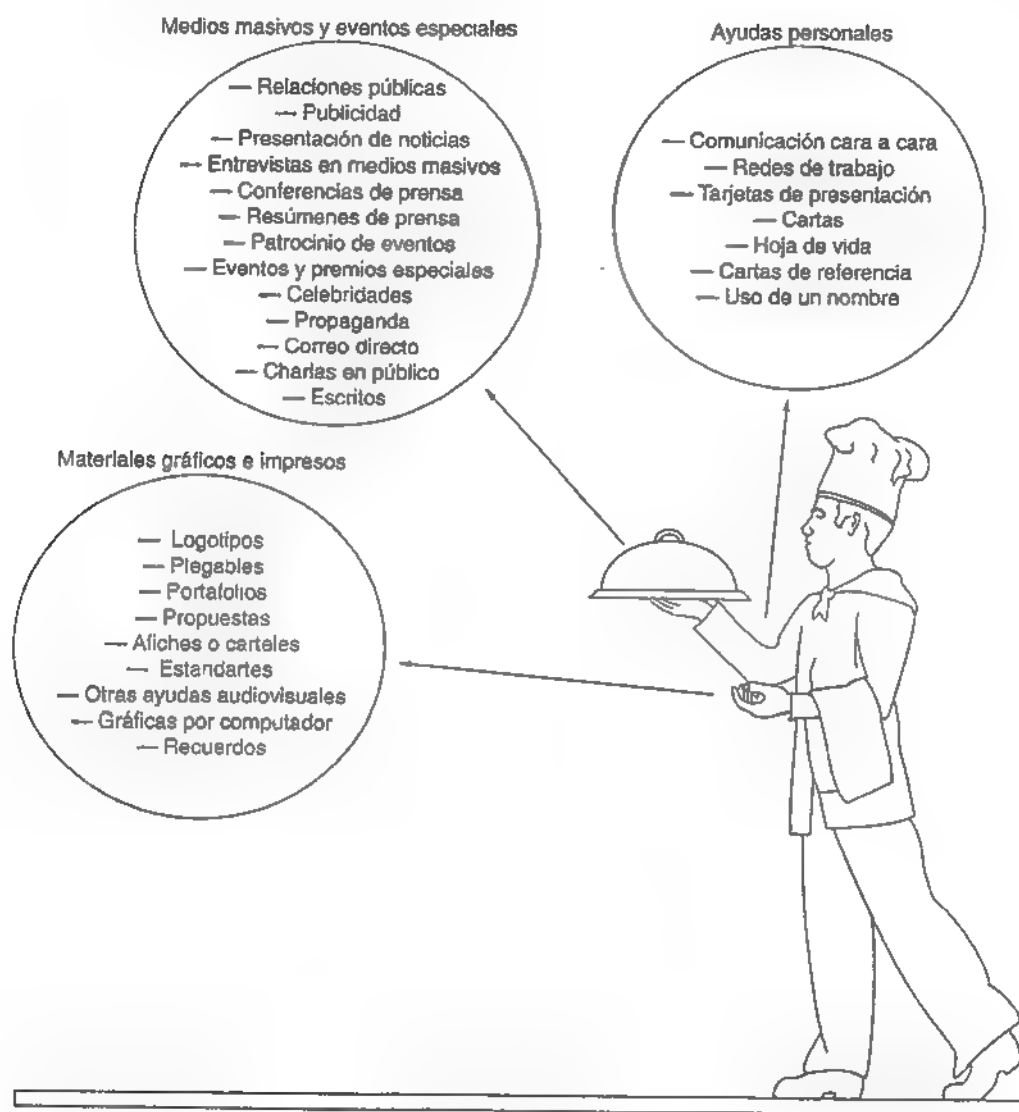 Medios masivos y eventos especiales
— Relaciones públicas
— Publicidad
— Presentación de noticias
— Entrevistas en medios masivos
— Conferencias de prensa
— Resúmenes de prensa
— Patrocinio de eventos
— Eventos y premios especiales
— Celebridades
— Propaganda
— Correo directo
— Charlas en público
— Escritos
Ayudas personales
— Comunicación cara a cara
— Redes de trabajo
— Tarjetas de presentación
— Cartas
— Hoja de vida
— Cartas de referencia
— Uso de un nombre
Materiales gráficos e impresos
— Logotipos
— Plegables
— Portafolios
— Propuestas
— Afiches o carteles
— Estandartes
— Otras ayudas audiovisuales
— Gráficas por computador
— Recuerdos